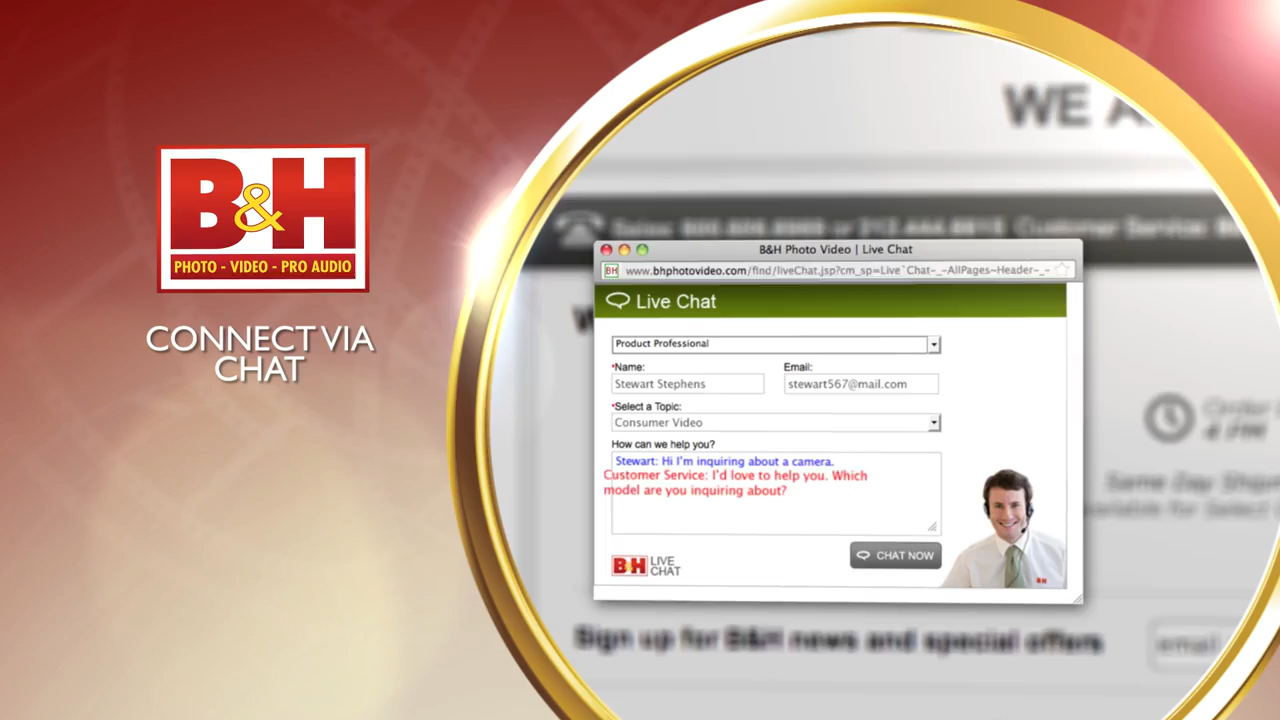 B&H
PHOTO - VIDEO - PRO AUDIO
CONNECT VIA
CHAT
WE
B&H Photo Video | Live Chat
BH www.bhphotovideo.com/find/liveChat.jsp?cm_sp=Live`Chat-_-AllPages-Header-_-
Live Chat
Product Professional
*Name:
Email:
Stewart Stephens
stewart567@mail.com
*Select a Topic:
Consumer Video
How can we help you?
Stewart: Hi I'm inquiring about a camera.
Customer Service: I'd love to help you. Which
model are you inquiring about?
B&H LIVE
CHAT
CHAT NOW
BH
Sign up for B&H news and special offers
email